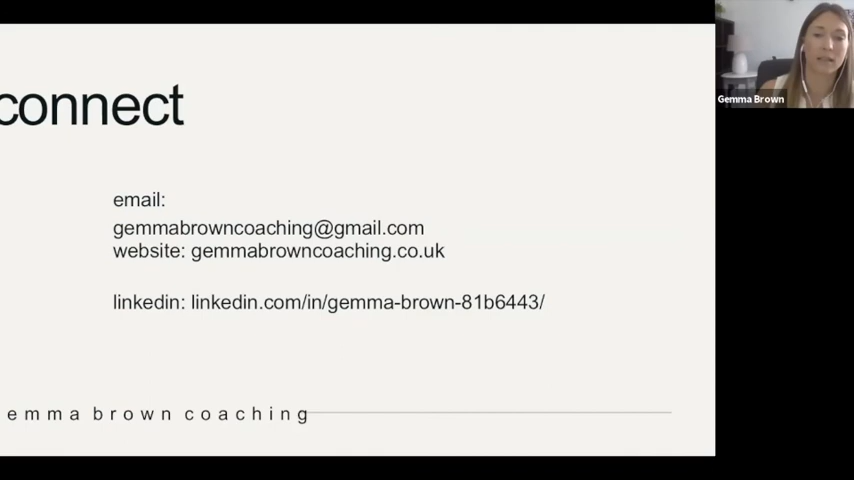 connect
email:
gemmabrowncoaching@gmail.com
website: gemmabrowncoaching.co.uk
linkedin: linkedin.com/in/gemma-brown-81b6443/
emma brown coaching
Gemma Brown